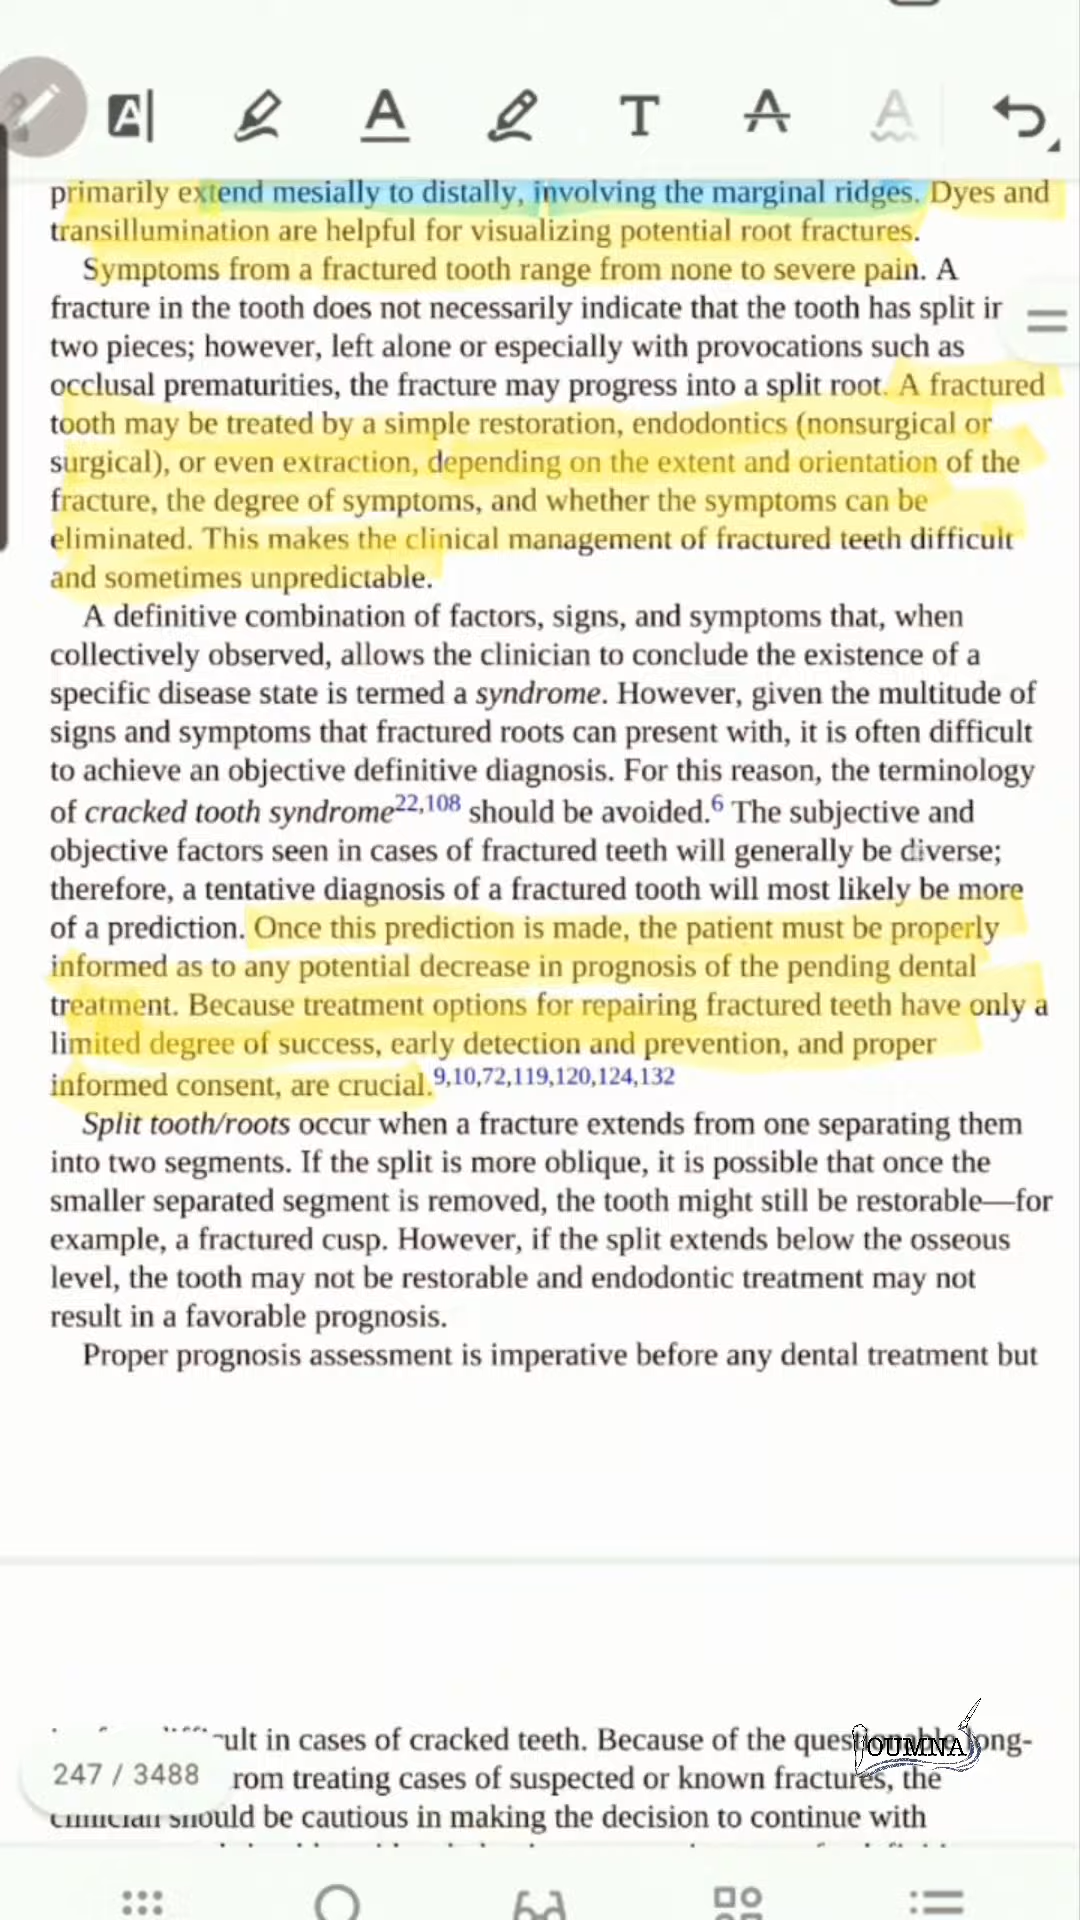 primarily extend mesially to distally, involving the marginal ridges. Dyes and
transillumination are helpful for visualizing potential root fractures.
Symptoms from a fractured tooth range from none to severe pain. A
fracture in the tooth does not necessarily indicate that the tooth has split
two pieces; however, left alone or especially with provocations such as
occlusal prematurities, the fracture may progress into a split root. A fractured
tooth may be treated by a simple restoration, endodontics (nonsurgical or
surgical), or even extraction, depending on the extent and orientation of the
fracture, the degree of symptoms, and whether the symptoms can be
eliminated. This makes the clinical management of fractured teeth difficult
and sometimes unpredictable.
A definitive combination of factors, signs, and symptoms that, when
collectively observed, allows the clinician to conclude the existence of a
specific disease state is termed a syndrome. However, given the multitude of
signs and symptoms that fractured roots can present with, it is often difficult
to achieve an objective definitive diagnosis. For this reason, the terminology
of cracked tooth syndrome22,108 should be avoided.6 The subjective and
objective factors seen in cases of fractured teeth will generally be diverse;
therefore, a tentative diagnosis of a fractured tooth will most likely be more
of a prediction. Once this prediction is made, the patient must be properly
informed as to any potential decrease in prognosis of the pending dental
treatment. Because treatment options for repairing fractured teeth have only a
limited degree of success, early detection and prevention, and proper
informed consent, are crucial.9,10,72,119,120,124,132
Split tooth/roots occur when a fracture extends from one separating them
into two segments. If the split is more oblique, it is possible that once the
smaller separated segment is removed, the tooth might still be restorable—for
example, a fractured cusp. However, if the split extends below the osseous
level, the tooth may not be restorable and endodontic treatment may not
result in a favorable prognosis.
Proper prognosis assessment is imperative before any dental treatment but
in cases of cracked teeth. Because of the questionable long-
OUMNA
247 / 3488
from treating cases of suspected or known fractures, the
clinician should be cautious in making the decision to continue with